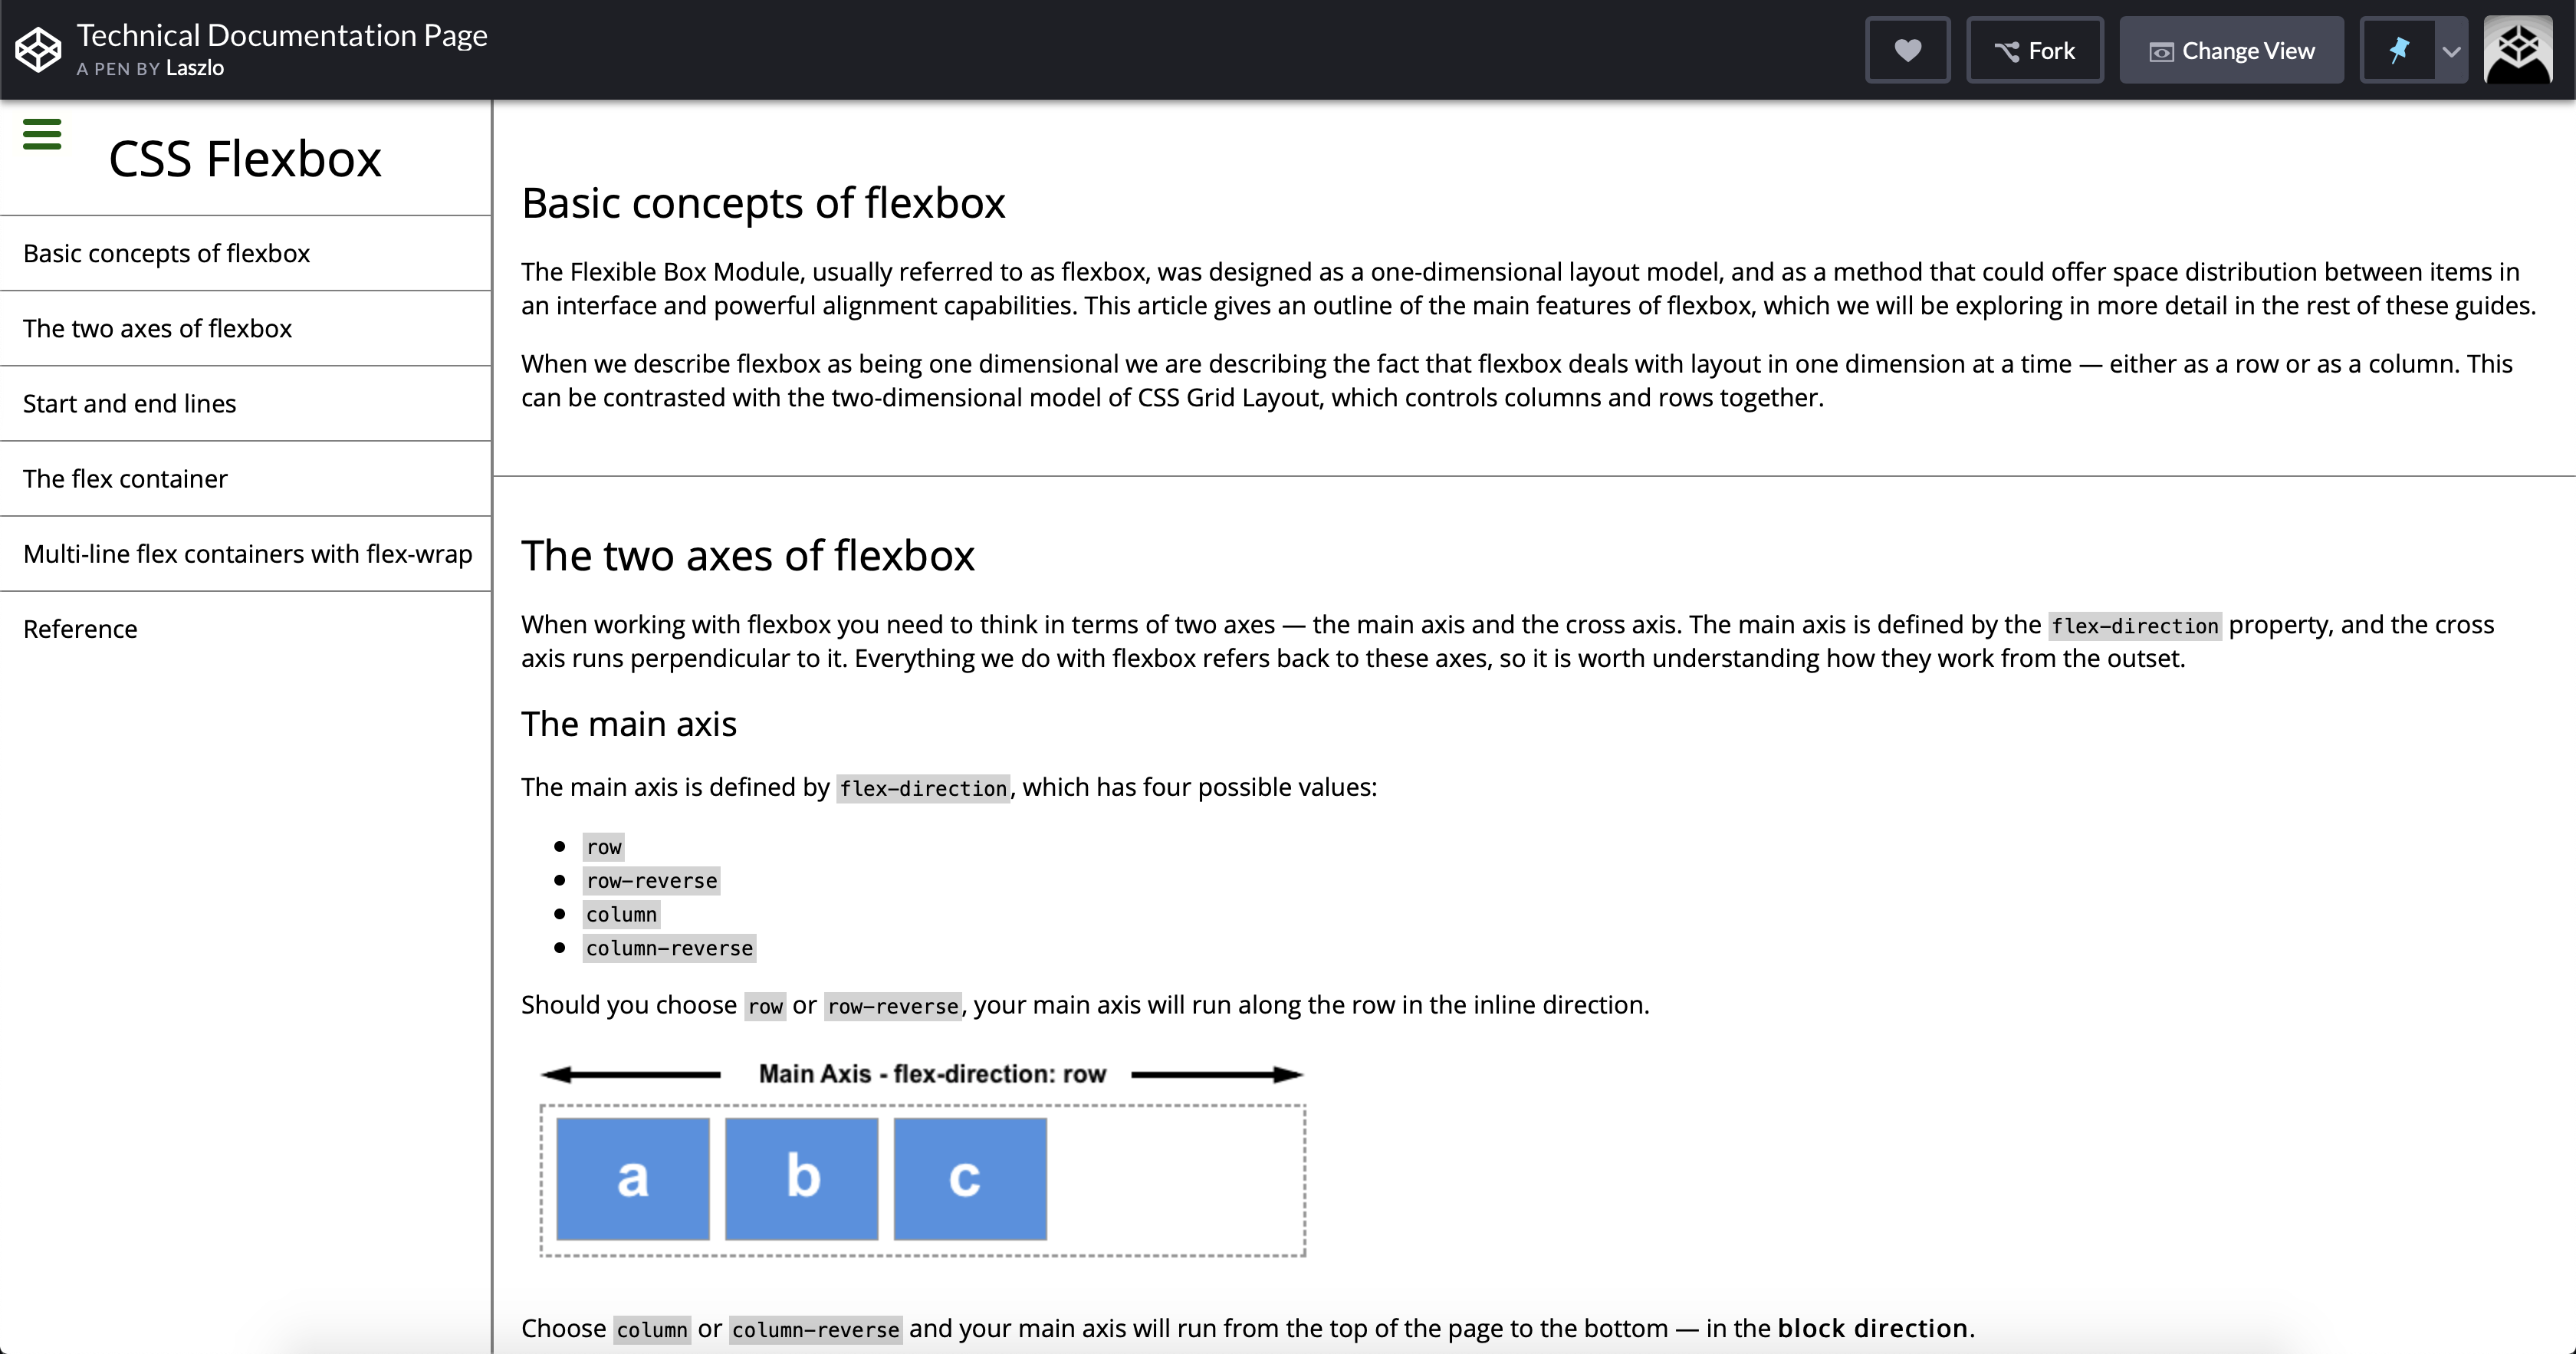 Technical Documentation Page
A PEN BY Laszlo
Fork
Change View
CSS Flexbox
Basic concepts of flexbox
The two axes of flexbox
Start and end lines
The flex container
Multi-line flex containers with flex-wrap
Reference
Basic concepts of flexbox
The Flexible Box Module, usually referred to as flexbox, was designed as a one-dimensional layout model, and as a method that could offer space distribution between items in
an interface and powerful alignment capabilities. This article gives an outline of the main features of flexbox, which we will be exploring in more detail in the rest of these guides.
When we describe flexbox as being one dimensional we are describing the fact that flexbox deals with layout in one dimension at a time — either as a row or as a column. This
can be contrasted with the two-dimensional model of CSS Grid Layout, which controls columns and rows together.
The two axes of flexbox
When working with flexbox you need to think in terms of two axes — the main axis and the cross axis. The main axis is defined by the flex-direction property, and the cross
axis runs perpendicular to it. Everything we do with flexbox refers back to these axes, so it is worth understanding how they work from the outset.
The main axis
The main axis is defined by flex-direction, which has four possible values:
row
row-reverse
column
column-reverse
Should you choose row or row-reverse, your main axis will run along the row in the inline direction.
Main Axis - flex-direction: row
a b c
Choose column or column-reverse and your main axis will run from the top of the page to the bottom — in the block direction.